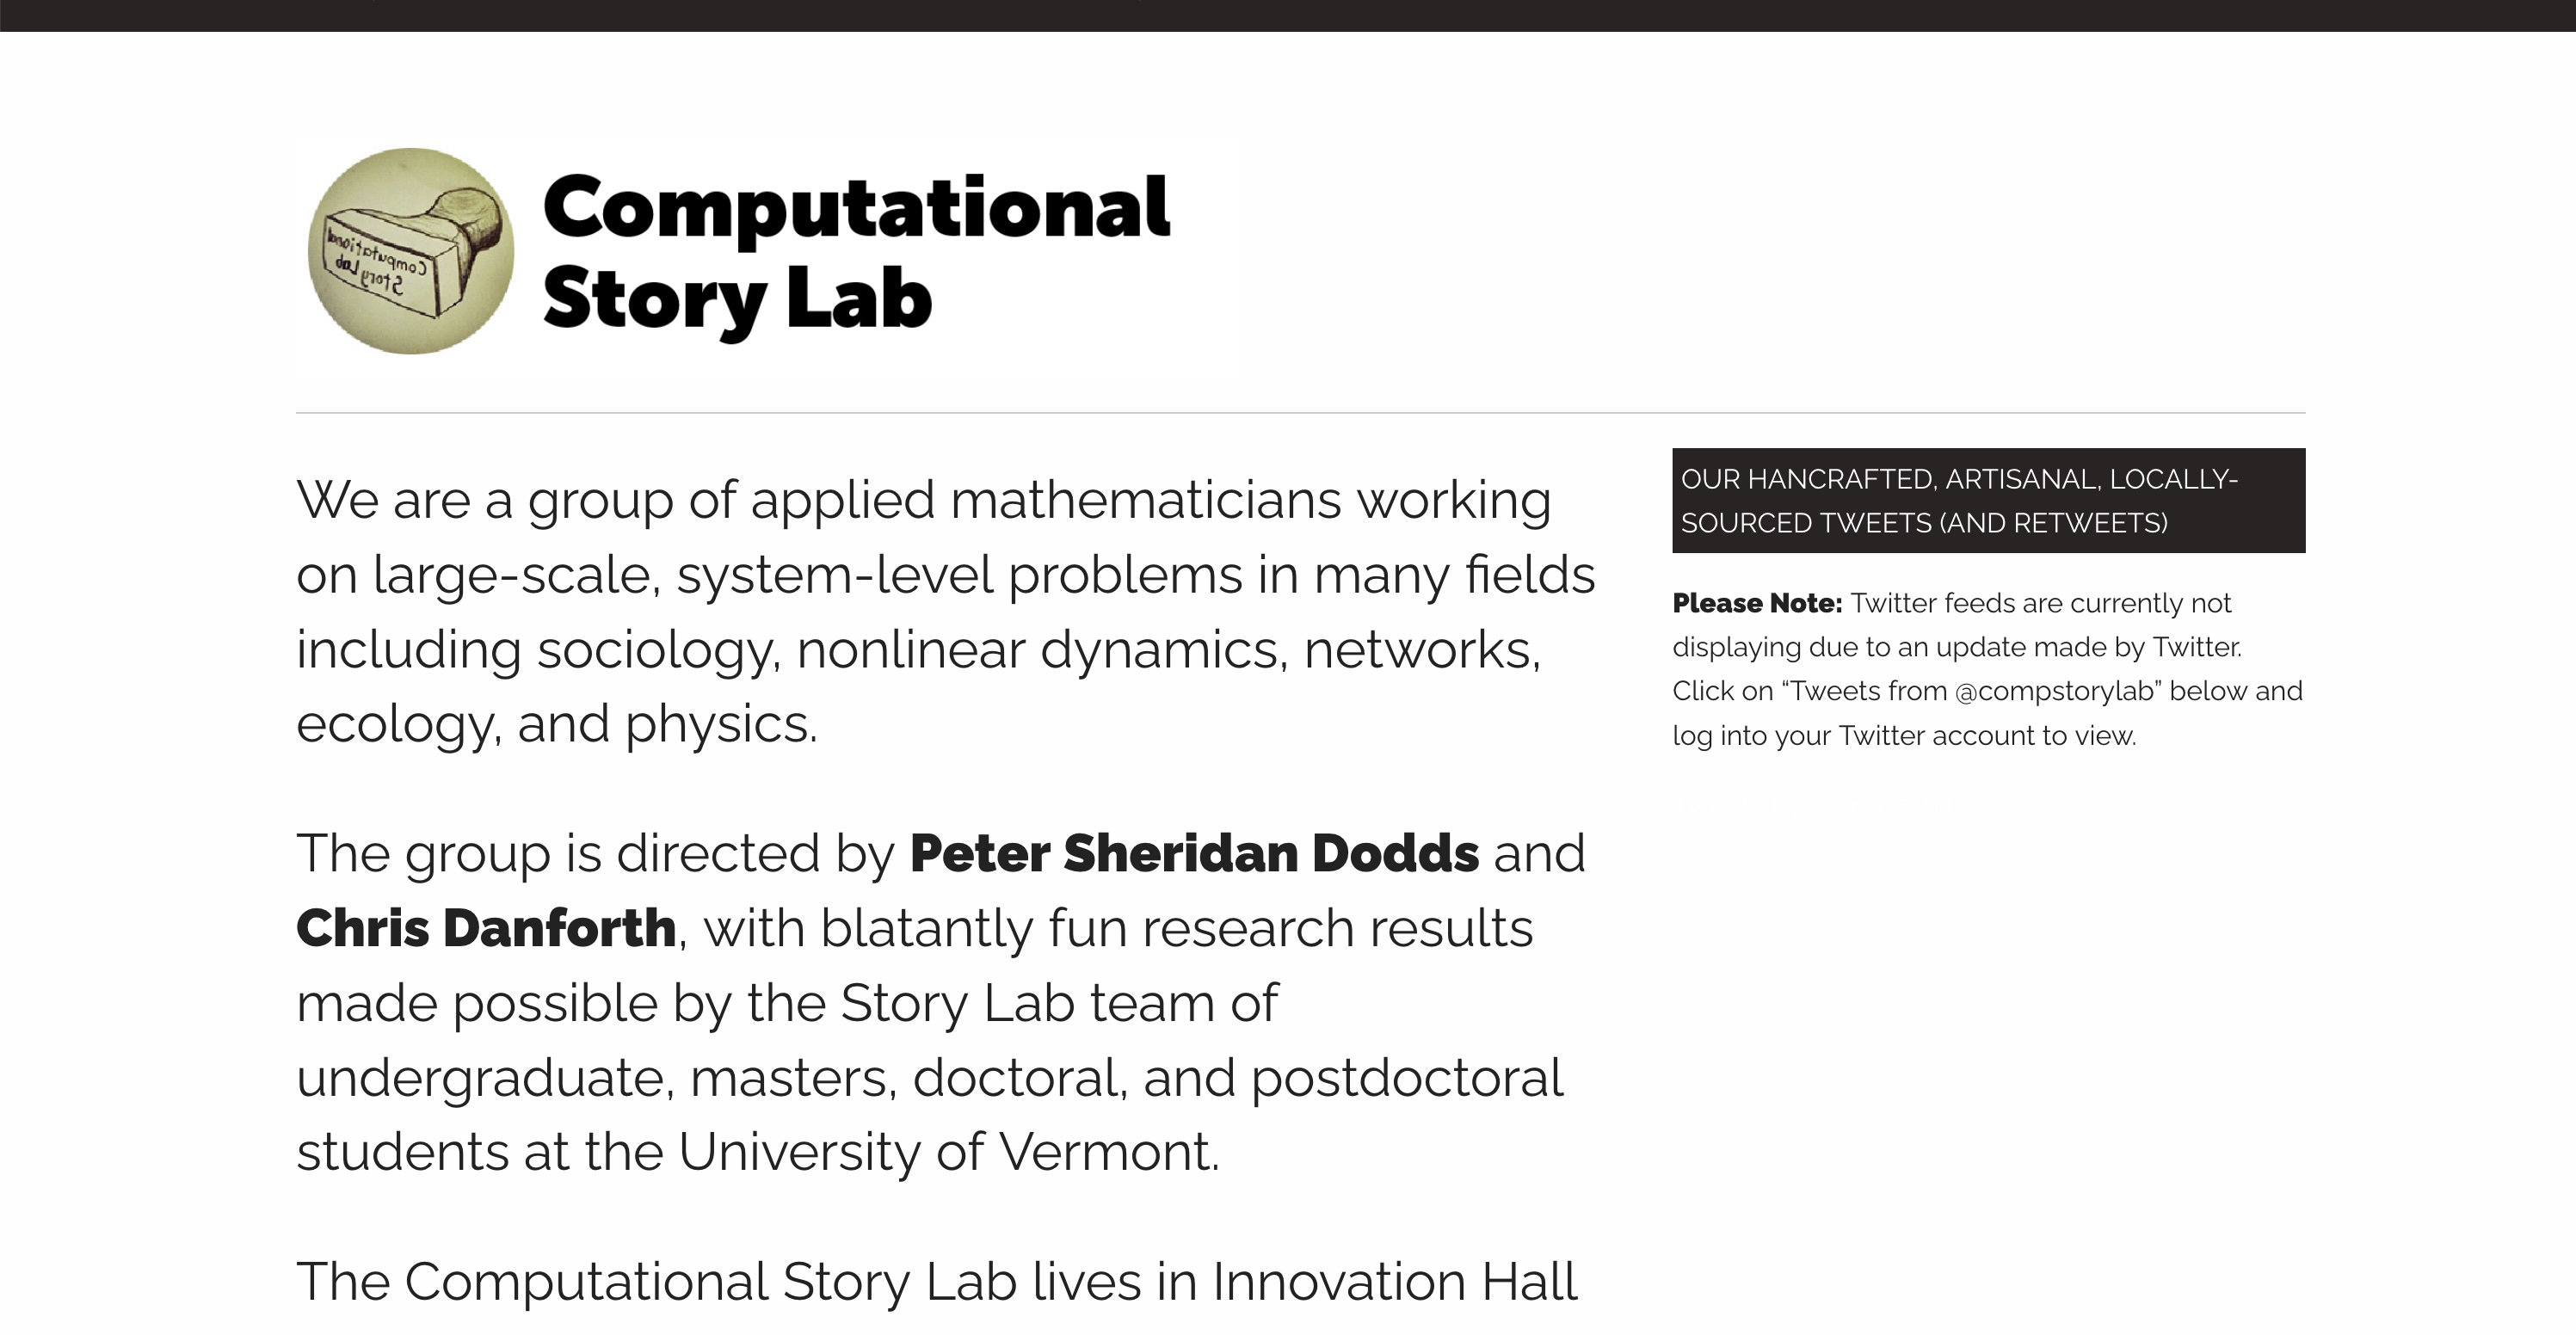 Computational
Story Lab
Computational
Story Lab
We are a group of applied mathematicians working
on large-scale, system-level problems in many fields
including sociology, nonlinear dynamics, networks,
ecology, and physics.
The group is directed by Peter Sheridan Dodds and
Chris Danforth, with blatantly fun research results
made possible by the Story Lab team of
undergraduate, masters, doctoral, and postdoctoral
students at the University of Vermont.
The Computational Story Lab lives in Innovation Hall
OUR HANCRAFTED, ARTISANAL, LOCALLY-
SOURCED TWEETS (AND RETWEETS)
Please Note: Twitter feeds are currently not
displaying due to an update made by Twitter.
Click on “Tweets from @compstorylab” below and
log into your Twitter account to view.